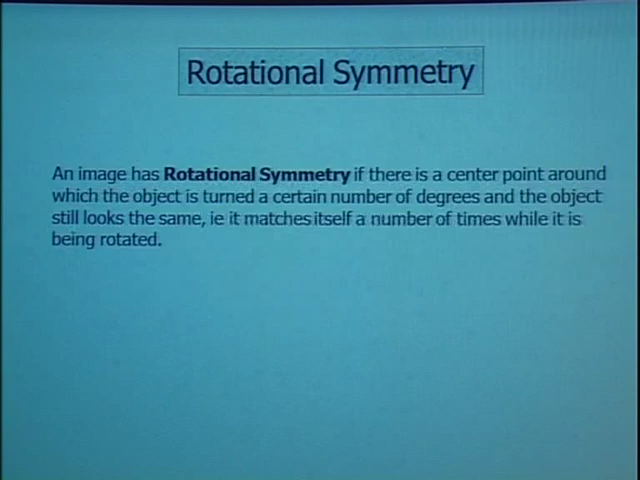 Rotational Symmetry
An image has Rotational Symmetry if there is a center point around
which the object is turned a certain number of degrees and the object
still looks the same, ie it matches itself a number of times while it is
being rotated.